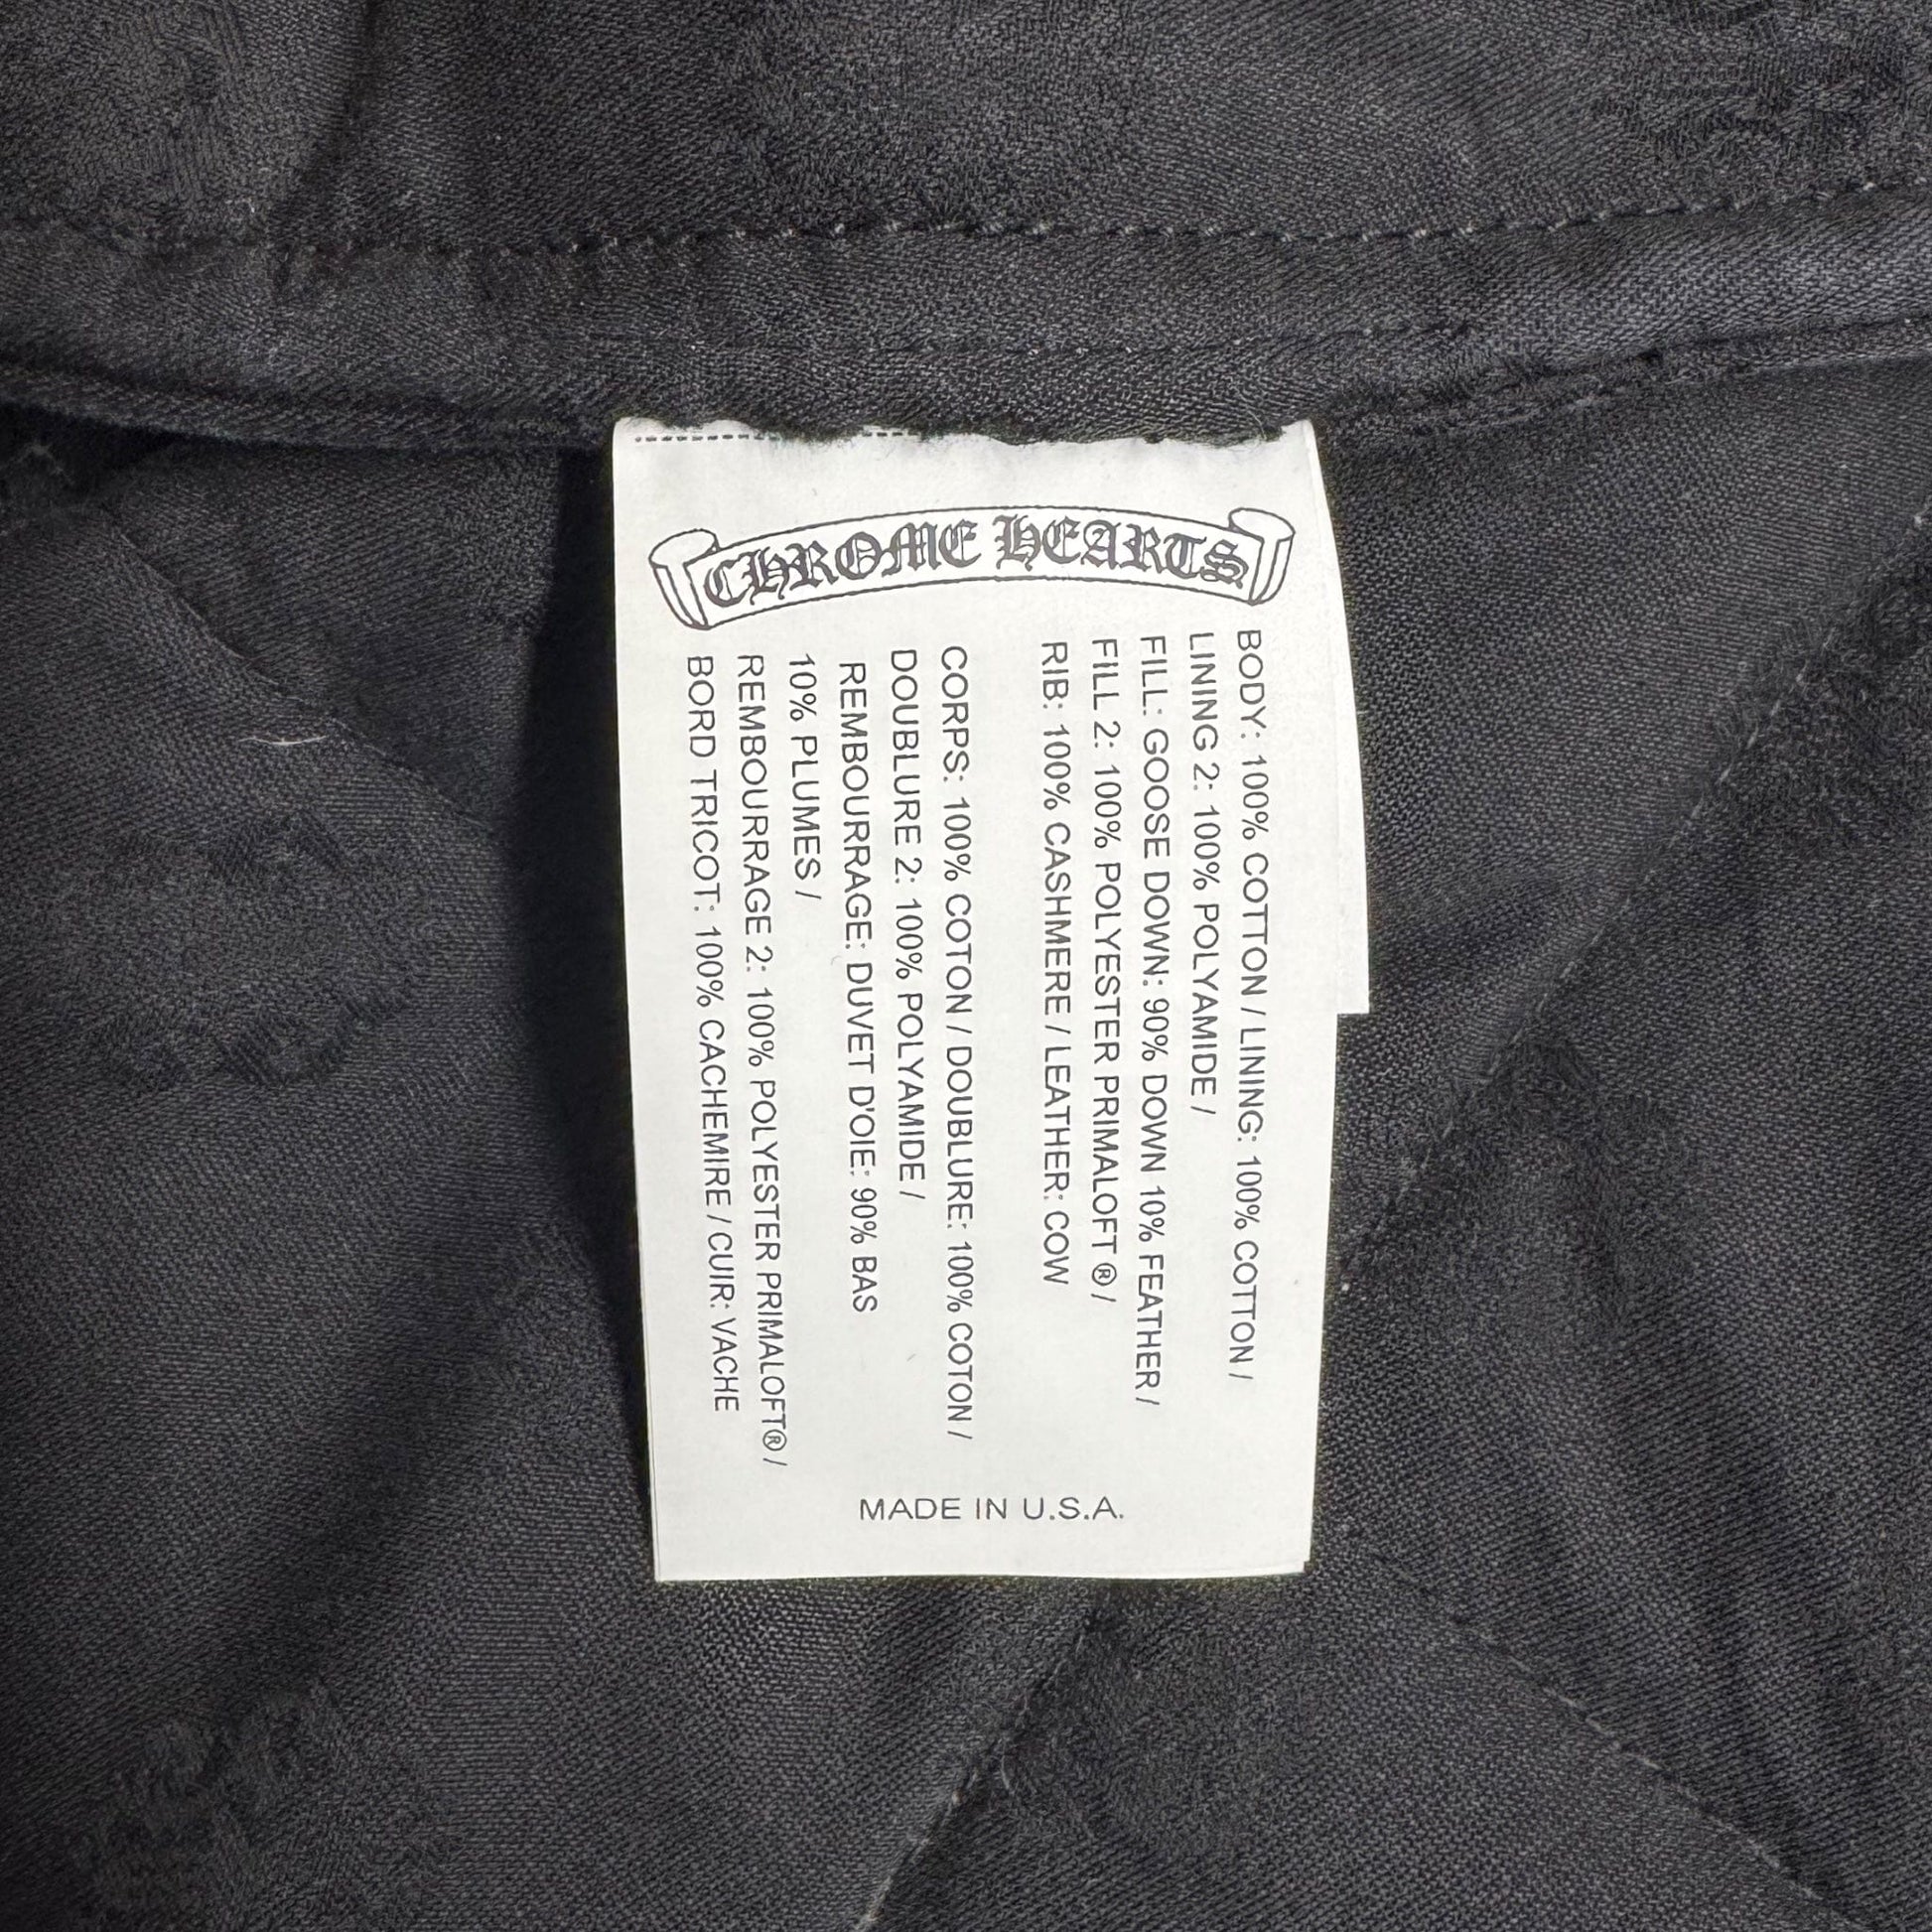 CHROME HEARTS
BODY: 100% COTTON / LINING: 100% COTTON /
LINING 2: 100% POLYAMIDE /
FILL: GOOSE DOWN: 90% DOWN 10% FEATHER /
FILL 2: 100% POLYESTER PRIMALOFT ® /
RIB: 100% CASHMERE / LEATHER: COW
CORPS: 100% COTON / DOUBLURE: 100% COTON /
DOUBLURE 2: 100% POLYAMIDE /
REMBOURRAGE: DUVET D'OIE: 90% BAS
10% PLUMES /
REMBOURRAGE 2: 100% POLYESTER PRIMALOFT® /
BORD TRICOT: 100% CACHEMIRE / CUIR: VACHE
MADE IN U.S.A.